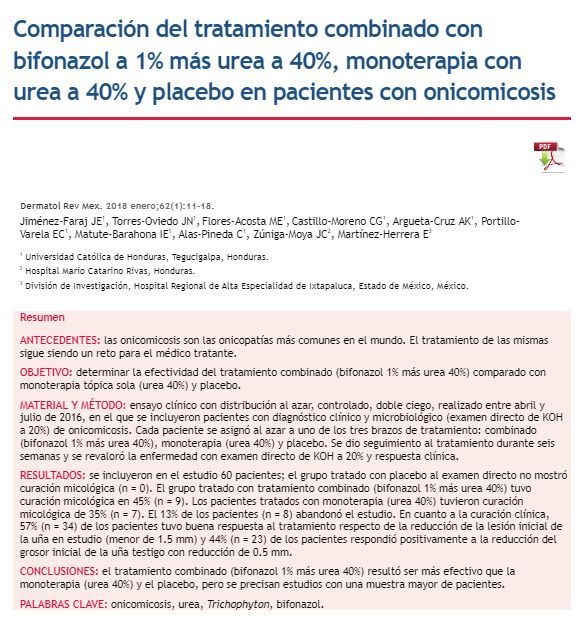 Comparación del tratamiento combinado con
bifonazol a 1% más urea a 40%, monoterapia con
urea a 40% y placebo en pacientes con onicomicosis
PDF
Dermatol Rev Mex. 2018 enero;62(1):11-18.
Jiménez-Faraj JE¹, Torres-Oviedo JN¹, Flores-Acosta ME¹, Castillo-Moreno CG¹, Argueta-Cruz AK¹, Portillo-
Varela EC¹, Matute-Barahona IE¹, Alas-Pineda C¹, Zúniga-Moya JC², Martínez-Herrera E³
¹ Universidad Católica de Honduras, Tegucigalpa, Honduras.
² Hospital Mario Catarino Rivas, Honduras.
³ División de Investigación, Hospital Regional de Alta Especialidad de Ixtapaluca, Estado de México, México.
Resumen
ANTECEDENTES: las onicomicosis son las onicopatías más comunes en el mundo. El tratamiento de las mismas
sigue siendo un reto para el médico tratante.
OBJETIVO: determinar la efectividad del tratamiento combinado (bifonazol 1% más urea 40%) comparado con
monoterapia tópica sola (urea 40%) y placebo.
MATERIAL Y MÉTODO: ensayo clínico con distribución al azar, controlado, doble ciego, realizado entre abril y
julio de 2016, en el que se incluyeron pacientes con diagnóstico clínico y microbiológico (examen directo de KOH
a 20%) de onicomicosis. Cada paciente se asignó al azar a uno de los tres brazos de tratamiento: combinado
(bifonazol 1% más urea 40%), monoterapia (urea 40%) y placebo. Se dio seguimiento al tratamiento durante seis
semanas y se revaloró la enfermedad con examen directo de KOH a 20% y respuesta clínica.
RESULTADOS: se incluyeron en el estudio 60 pacientes; el grupo tratado con placebo al examen directo no mostró
curación micológica (n = 0). El grupo tratado con tratamiento combinado (bifonazol 1% más urea 40%) tuvo
curación micológica en 45% (n = 9). Los pacientes tratados con monoterapia (urea 40%) tuvieron curación
micológica de 35% (n = 7). El 13% de los pacientes (n = 8) abandonó el estudio. En cuanto a la curación clínica,
57% (n = 34) de los pacientes tuvo buena respuesta al tratamiento respecto de la reducción de la lesión inicial de
la uña en estudio (menor de 1.5 mm) y 44% (n = 23) de los pacientes respondió positivamente a la reducción del
grosor inicial de la uña testigo con reducción de 0.5 mm.
CONCLUSIONES: el tratamiento combinado (bifonazol 1% más urea 40%) resultó ser más efectivo que la
monoterapia (urea 40%) y el placebo, pero se precisan estudios con una muestra mayor de pacientes.
PALABRAS CLAVE: onicomicosis, urea, Trichophyton, bifonazol.